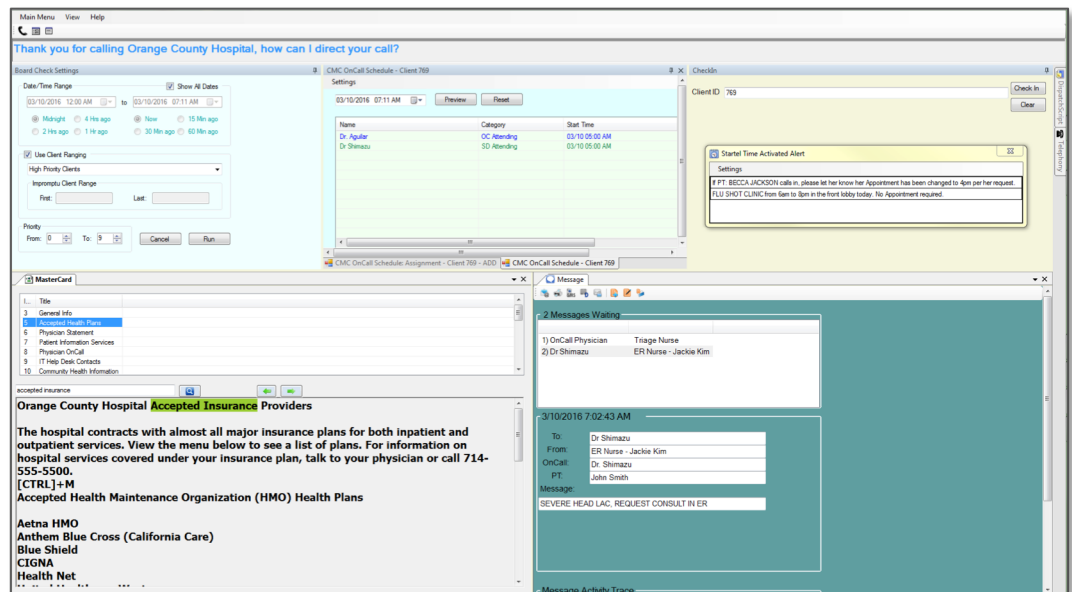 Main Menu View Help
Thank you for calling Orange County Hospital, how can I direct your call?
Board Check Settings
Date/Time Range
Show All Dates
03/10/2016 12:00 AM to 03/10/2016 07:11 AM
Midnight 4 Hrs ago Now 15 Min ago
2 Hrs ago 1 Hr ago 30 Min ago 60 Min ago
Use Client Ranging
High Priority Clients
Impromptu Client Range
First: Last:
Priority
From: 0 To: 9 Cancel Run
CMC OnCall Schedule - Client 769
Settings
03/10/2016 07:11 AM Preview Reset
Name Category Start Time
Dr. Aguilar OC Attending 03/10 05:00 AM
Dr Shimazu SD Attending 03/10 05:00 AM
CMC OnCall Schedule: Assignment - Client 769 - ADD CMC OnCall Schedule - Client 769
CheckIn
Client ID 769 Check In
Clear
Startel Time Activated Alert
Settings
If PT: BECCA JACKSON calls in, please let her know her Appointment has been changed to 4pm per her request.
FLU SHOT CLINIC from 6am to 8pm in the front lobby today. No Appointment required.
DispatchScript
Telephony
MasterCard
I... Title
3 General Info
5 Accepted Health Plans
6 Physician Statement
7 Patient Information Services
8 Physician OnCall
9 IT Help Desk Contacts
10 Community Health Information
accepted insurance
Orange County Hospital Accepted Insurance Providers
The hospital contracts with almost all major insurance plans for both inpatient and
outpatient services. View the menu below to see a list of plans. For information on
hospital services covered under your insurance plan, talk to your physician or call 714-
555-5500.
[CTRL]+M
Accepted Health Maintenance Organization (HMO) Health Plans
Aetna HMO
Anthem Blue Cross (California Care)
Blue Shield
CIGNA
Health Net
Message
2 Messages Waiting
1) OnCall Physician Triage Nurse
2) Dr Shimazu ER Nurse - Jackie Kim
3/10/2016 7:02:43 AM
To: Dr Shimazu
From: ER Nurse - Jackie Kim
OnCall: Dr. Shimazu
PT: John Smith
Message:
SEVERE HEAD LAC, REQUEST CONSULT IN ER
Message Activity Trace